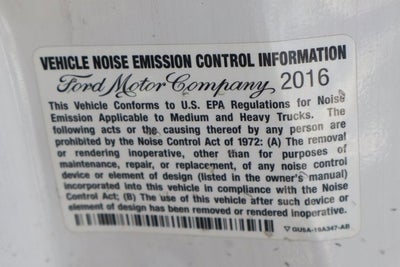 VEHICLE NOISE EMISSION CONTROL INFORMATION
Ford Motor Company 2016
This Vehicle Conforms to U.S. EPA Regulations for Noise
Emission Applicable to Medium and Heavy Trucks. The
following acts or the causing thereof by any person are
prohibited by the Noise Control Act of 1972: (A) The removal
or rendering inoperative, other than for purposes of
maintenance, repair, or replacement, of any noise control
device or element of design (listed in the owner's manual)
incorporated into this vehicle in compliance with the Noise
Control Act; (B) The use of this vehicle after such device or
element of design has been removed or rendered inoperative.
GU5A-19A347-AB